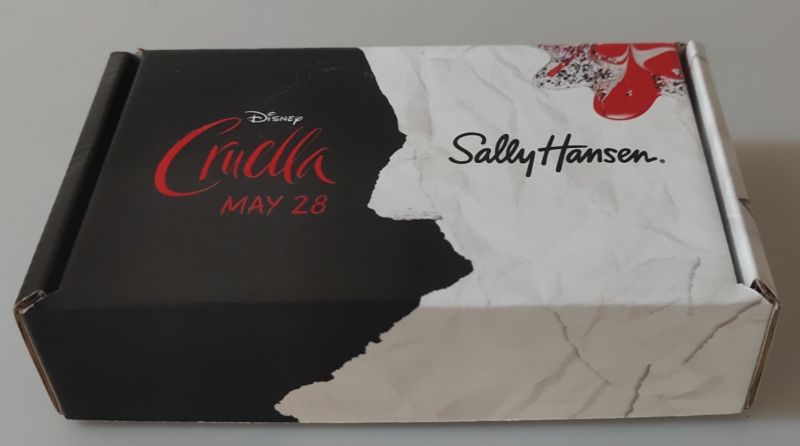 Disney
Cruella
MAY 28
Sally Hansen.